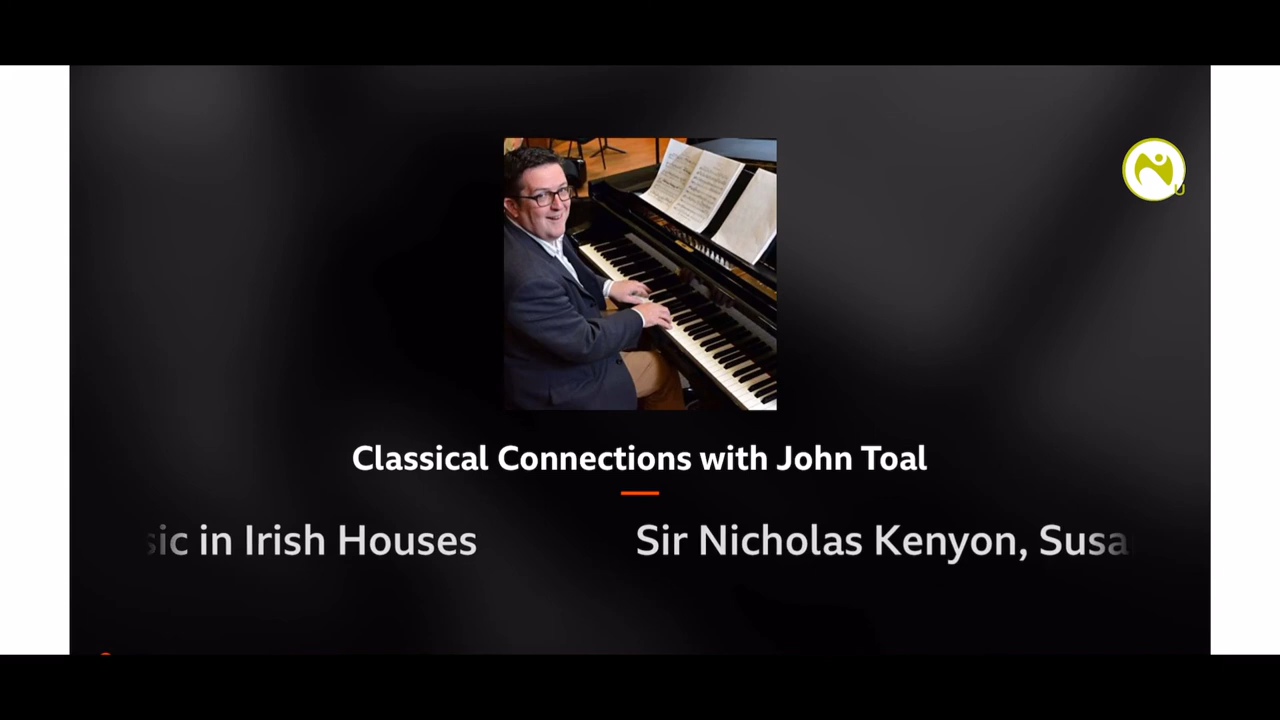 U
Classical Connections with John Toal
sic in Irish Houses
Sir Nicholas Kenyon, Susa